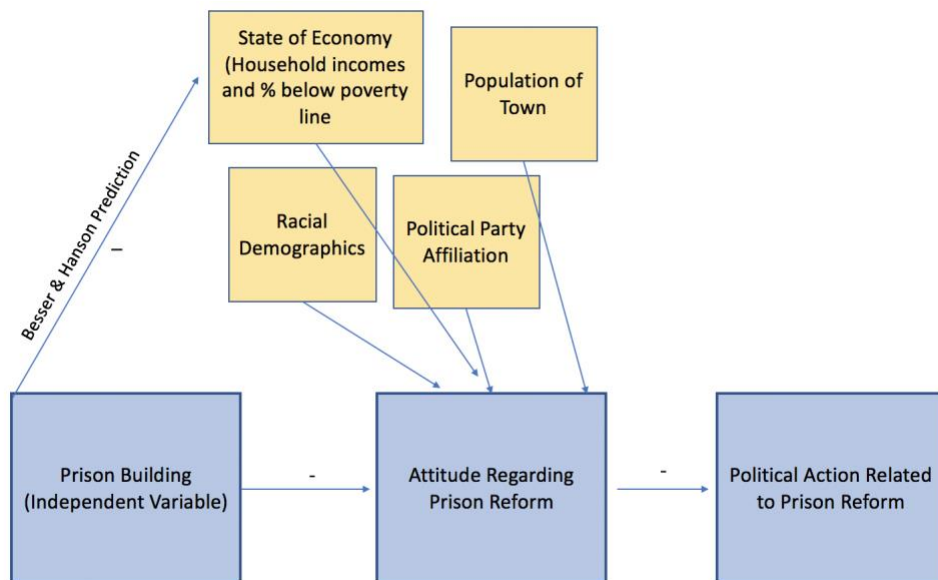 State of Economy
(Household incomes
and % below poverty
line
Population of
Town
Besser & Hanson Prediction
–
Racial
Demographics
Political Party
Affiliation
Prison Building
(Independent Variable)
-
Attitude Regarding
Prison Reform
-
Political Action Related
to Prison Reform